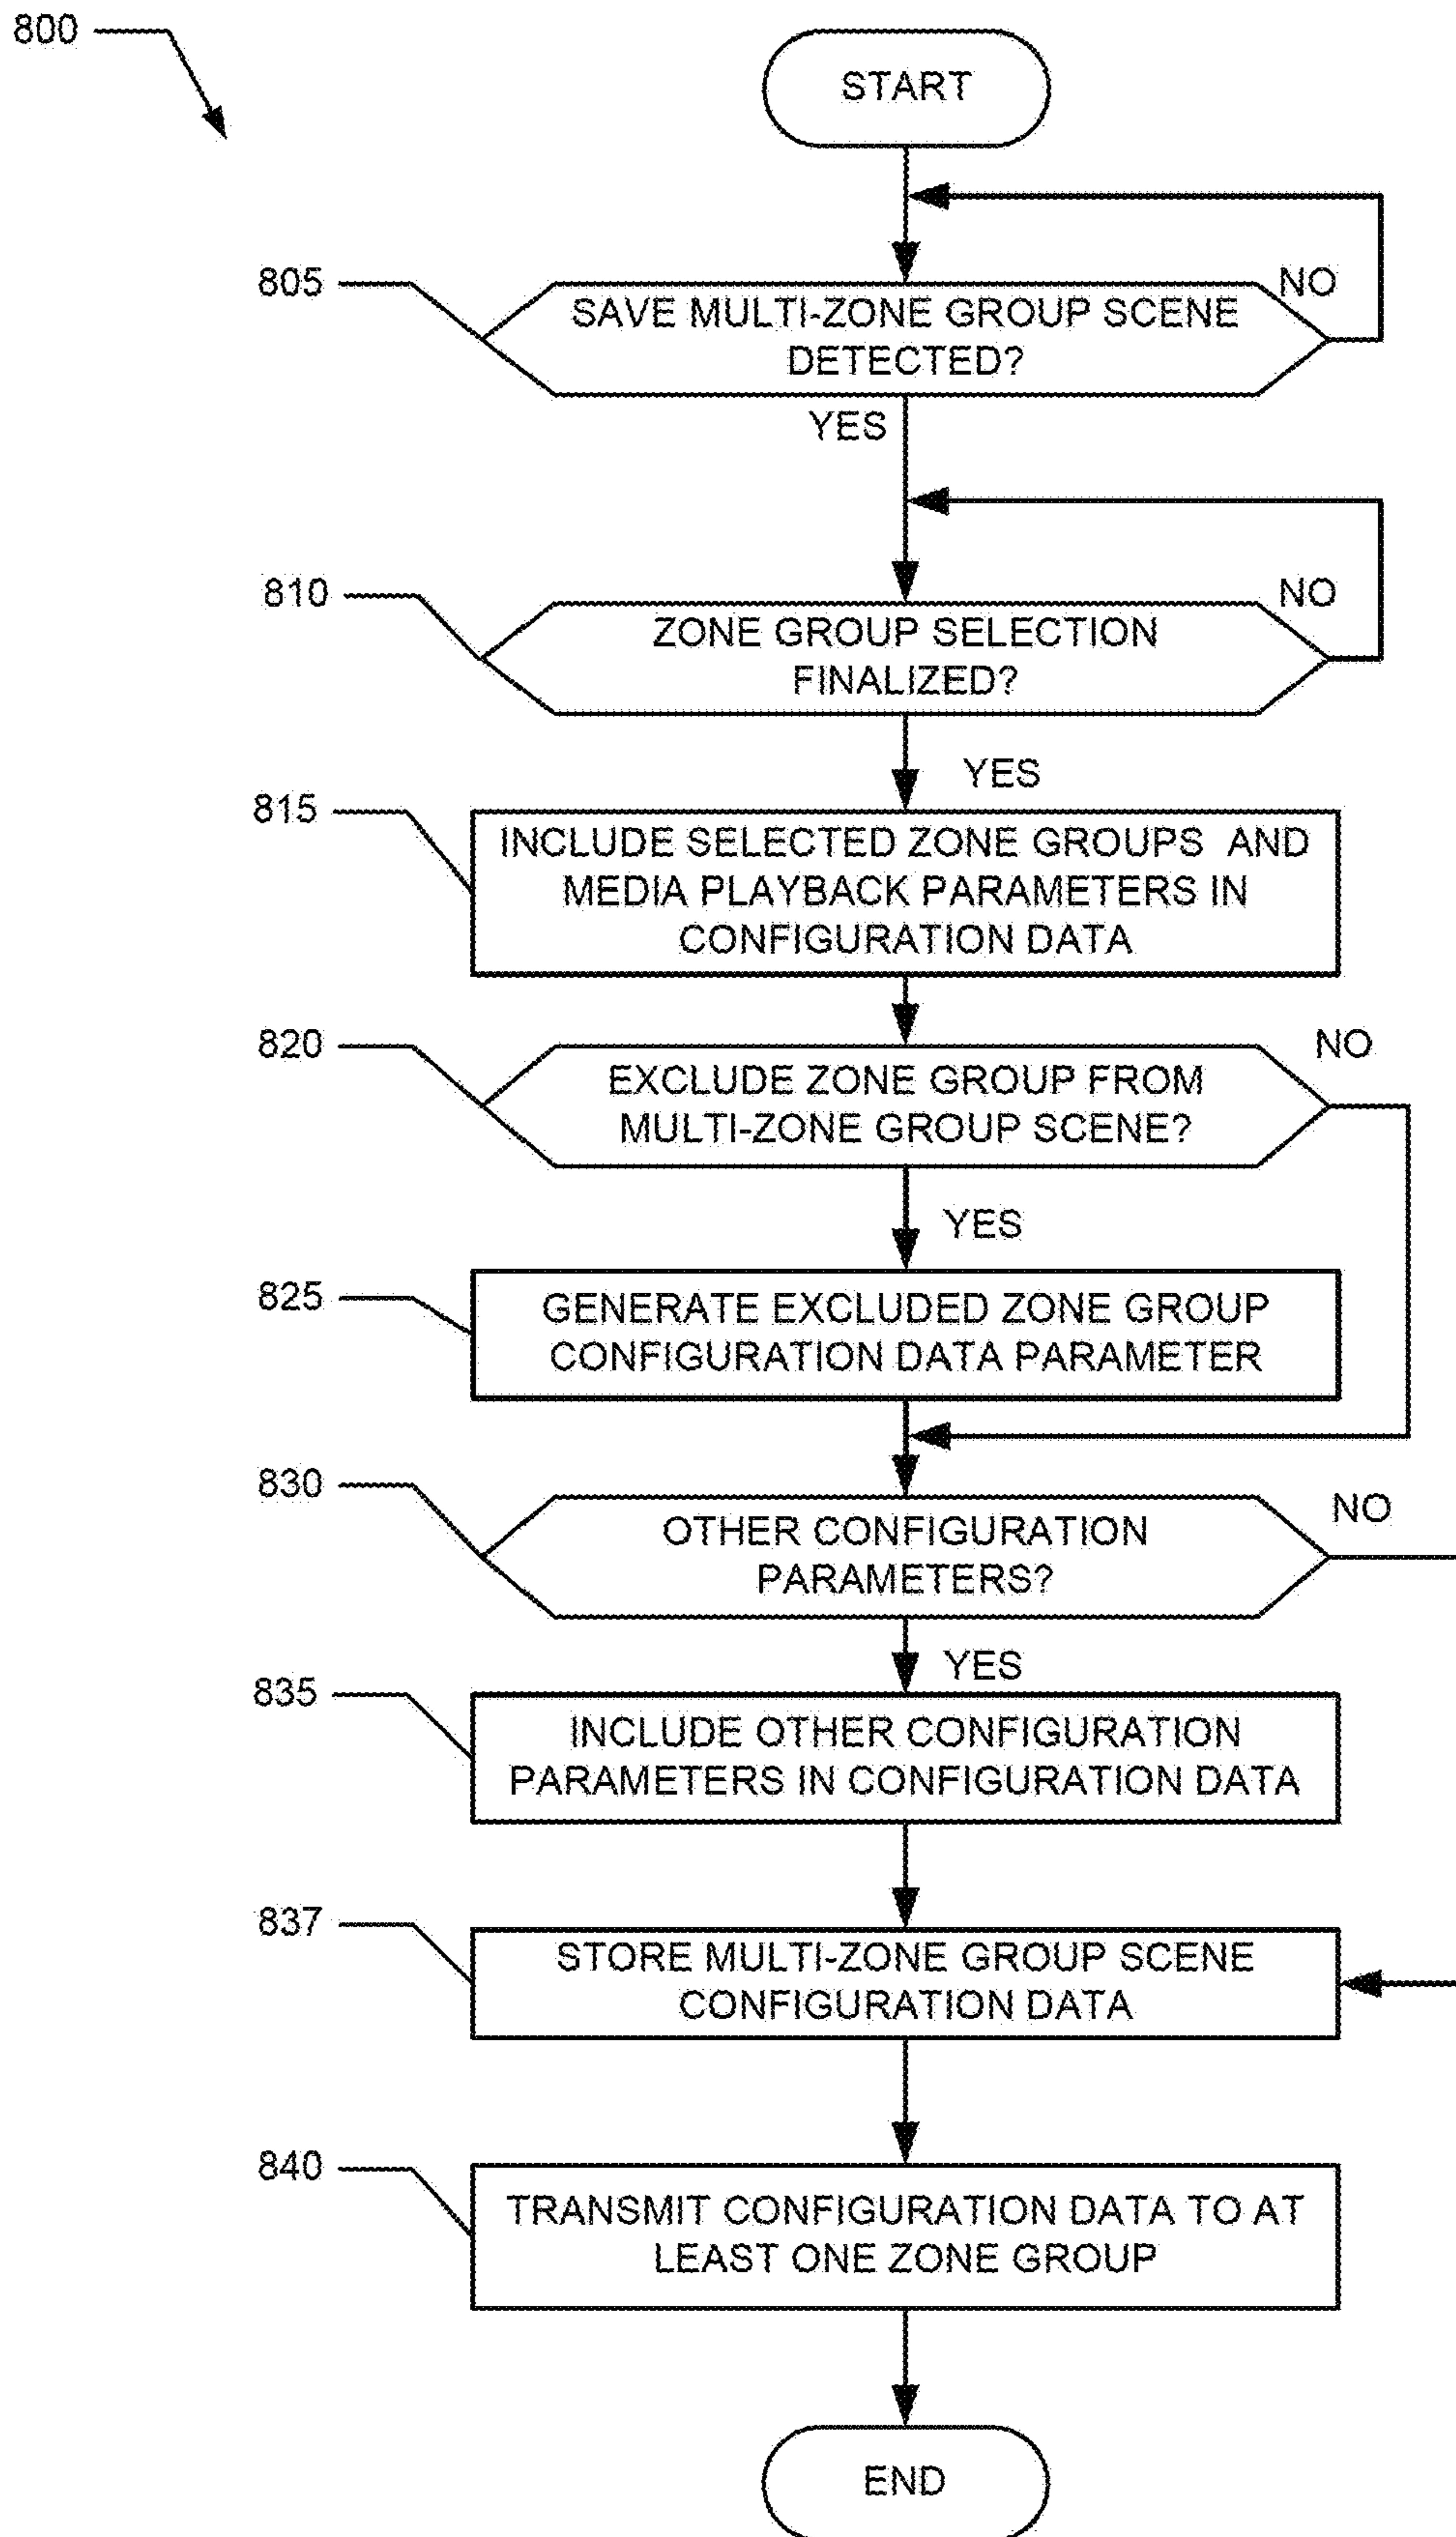 800
START
805
NO
SAVE MULTI-ZONE GROUP SCENE
DETECTED?
YES
810
NO
ZONE GROUP SELECTION
FINALIZED?
YES
815
INCLUDE SELECTED ZONE GROUPS AND
MEDIA PLAYBACK PARAMETERS IN
CONFIGURATION DATA
820
NO
EXCLUDE ZONE GROUP FROM
MULTI-ZONE GROUP SCENE?
YES
825
GENERATE EXCLUDED ZONE GROUP
CONFIGURATION DATA PARAMETER
830
NO
OTHER CONFIGURATION
PARAMETERS?
YES
835
INCLUDE OTHER CONFIGURATION
PARAMETERS IN CONFIGURATION DATA
837
STORE MULTI-ZONE GROUP SCENE
CONFIGURATION DATA
840
TRANSMIT CONFIGURATION DATA TO AT
LEAST ONE ZONE GROUP
END